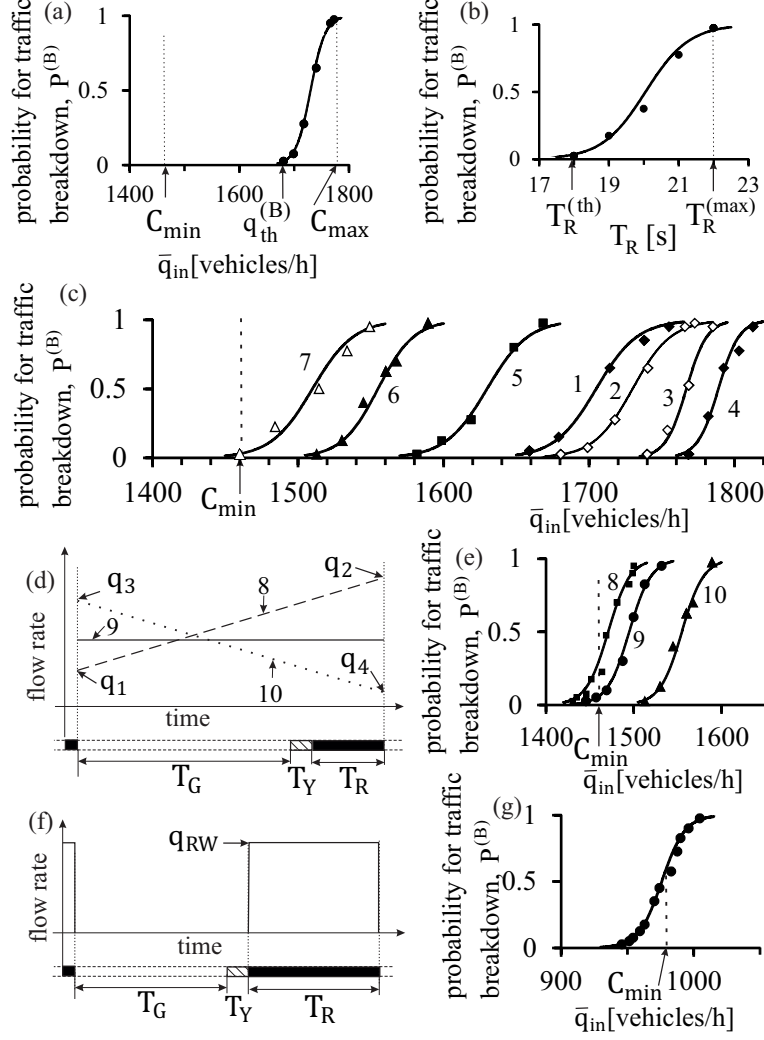 (a)
probability for traffic
breakdown, P^(B)
1
0.5
0
1400 1600 1800
C_min
q_th^(B)
C_max
q̄_in [vehicles/h]
(b)
probability for traffic
breakdown, P^(B)
1
0.5
0
17 19 21 23
T_R^(th)
T_R [s]
T_R^(max)
(c)
probability for traffic
breakdown, P^(B)
1
0.5
0
7 6 5 1 2 3 4
1400 1500 1600 1700 1800
C_min
q̄_in [vehicles/h]
(d)
flow rate
q_3
q_2
8
9
q_1
q_4
10
time
T_G T_Y T_R
(e)
probability for traffic
breakdown, P^(B)
1
0.5
0
8 9 10
1400 1500 1600
C_min
q̄_in [vehicles/h]
(f)
flow rate
q_RW
time
T_G T_Y T_R
(g)
probability for traffic
breakdown, P^(B)
1
0.5
0
900 1000
C_min
q̄_in [vehicles/h]